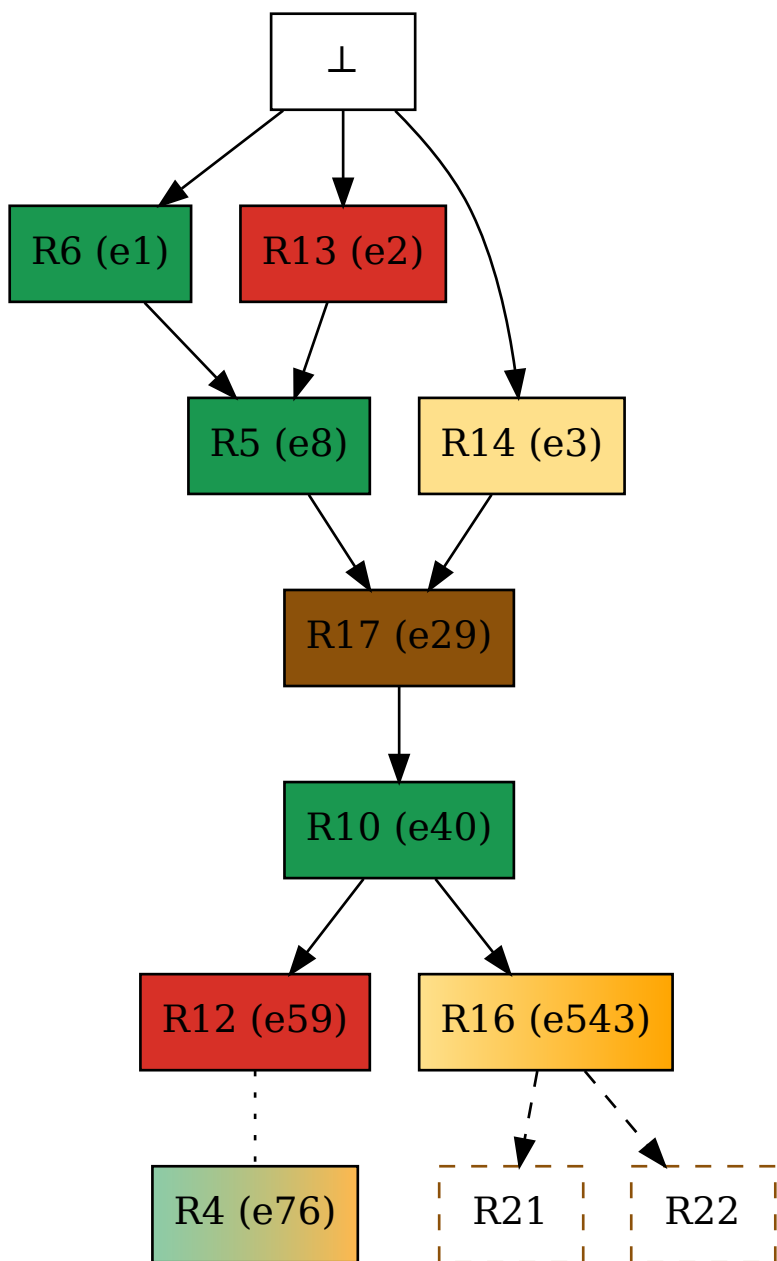 ⊥
R6 (e1)
R13 (e2)
R5 (e8)
R14 (e3)
R17 (e29)
R10 (e40)
R12 (e59)
R16 (e543)
R4 (e76)
R21
R22